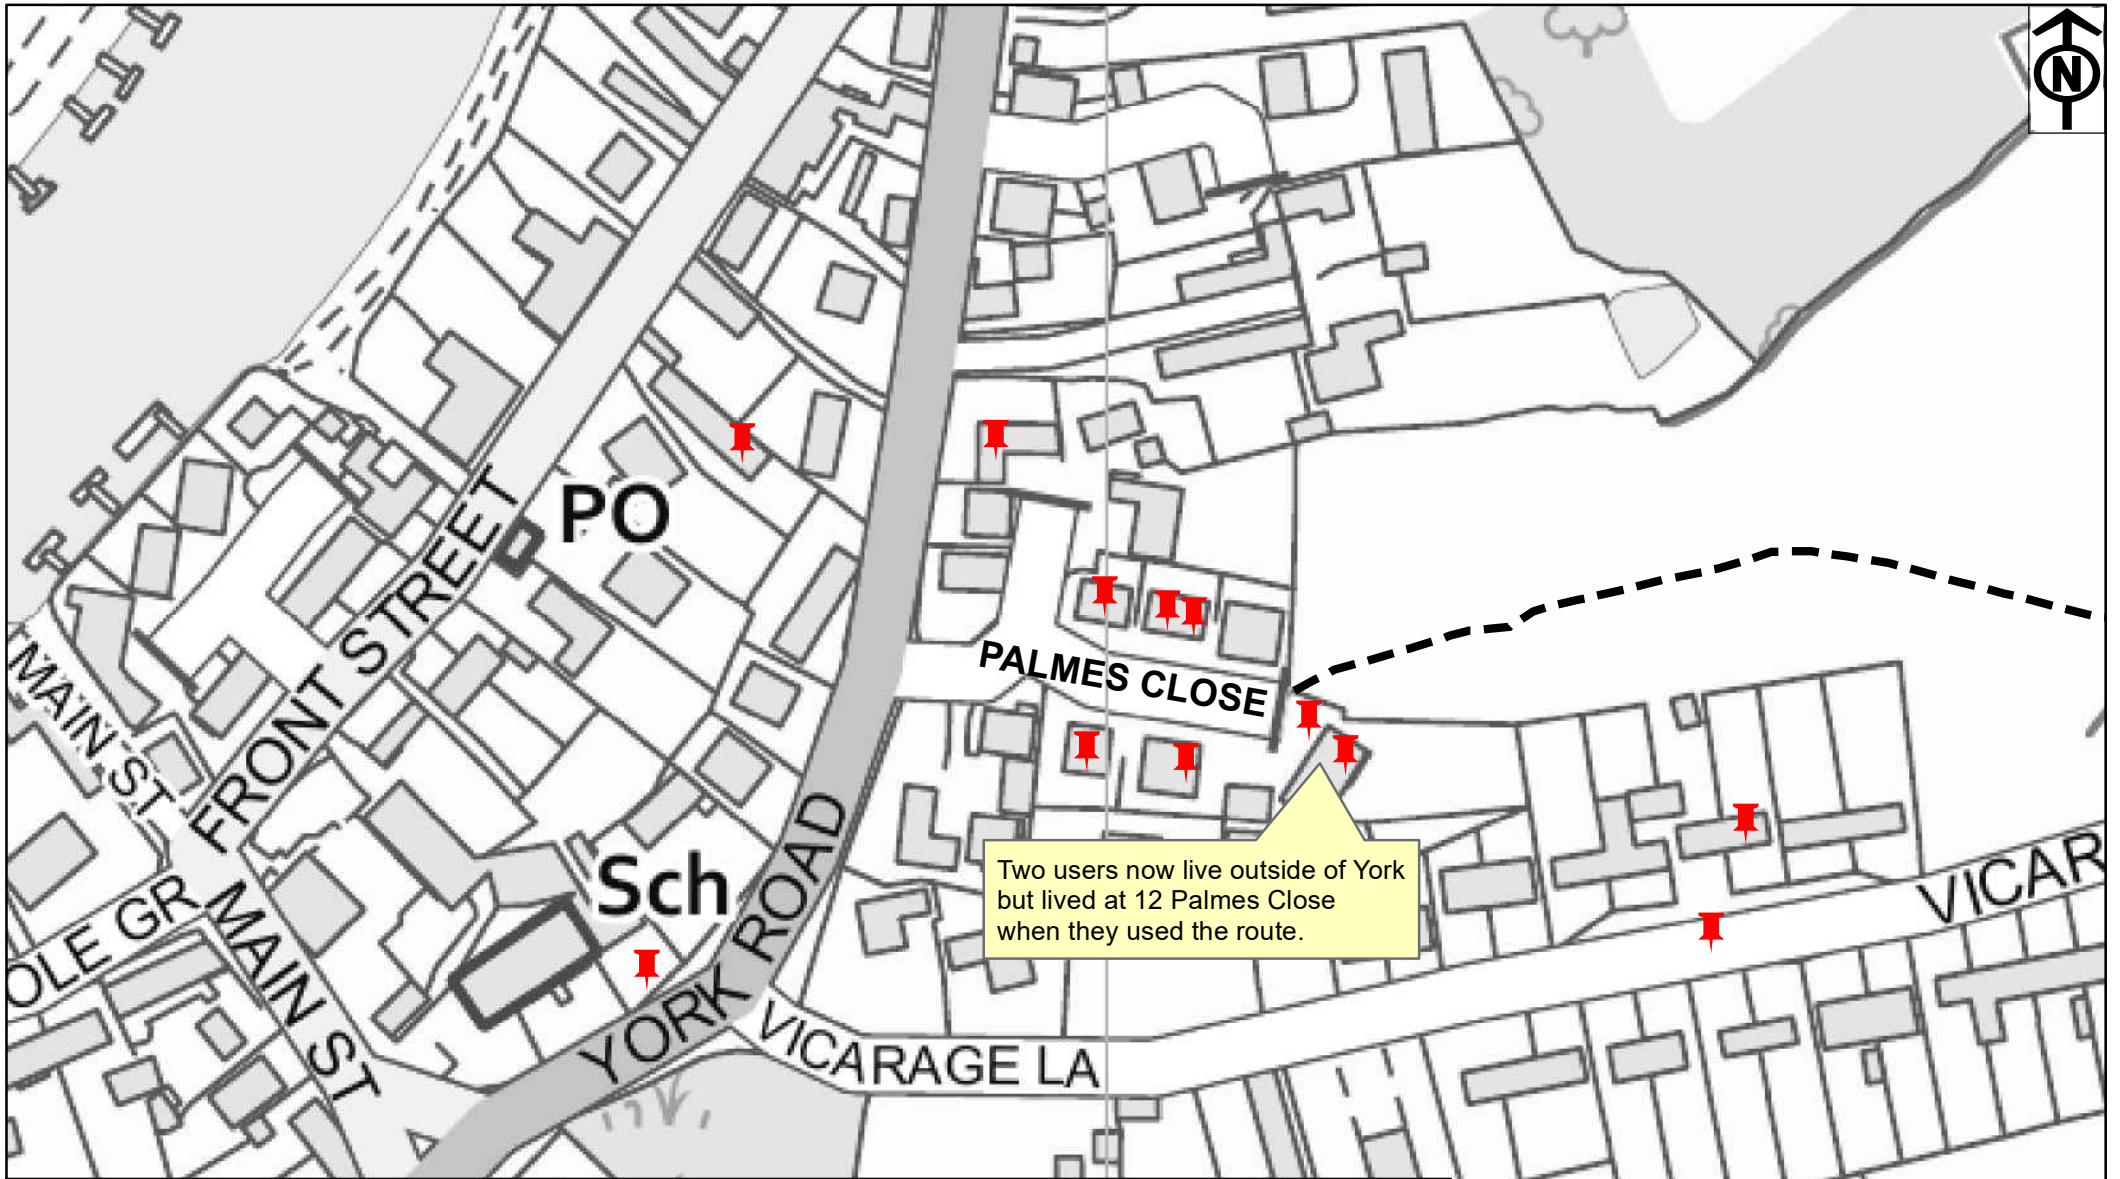 N
PO
FRONT STREET
MAIN ST
PALMES CLOSE
Two users now live outside of York
but lived at 12 Palmes Close
when they used the route.
Sch
OLE GR
MAIN ST
YORK ROAD
VICARAGE LA
VICAR